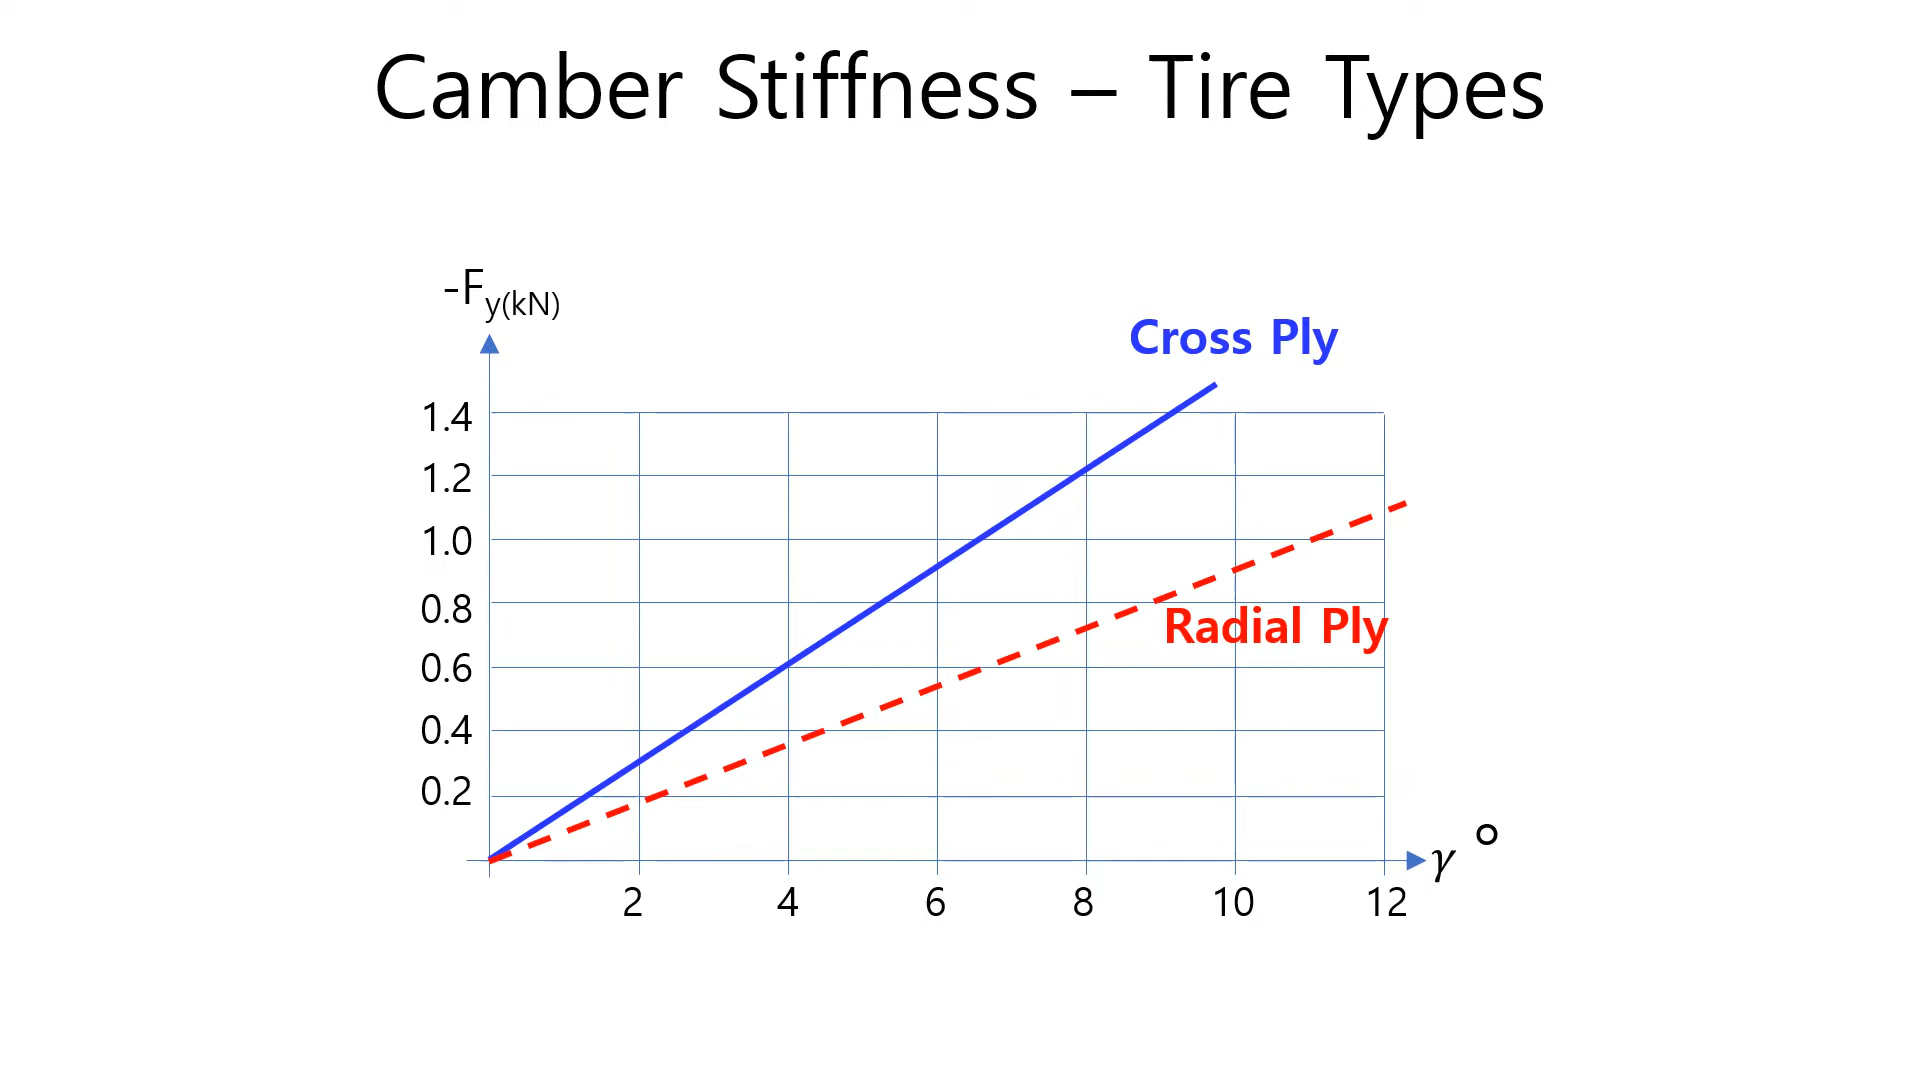 Camber Stiffness – Tire Types
-Fy(kN)
Cross Ply
1.4
1.2
1.0
0.8
Radial Ply
0.6
0.4
0.2
γ °
2 4 6 8 10 12